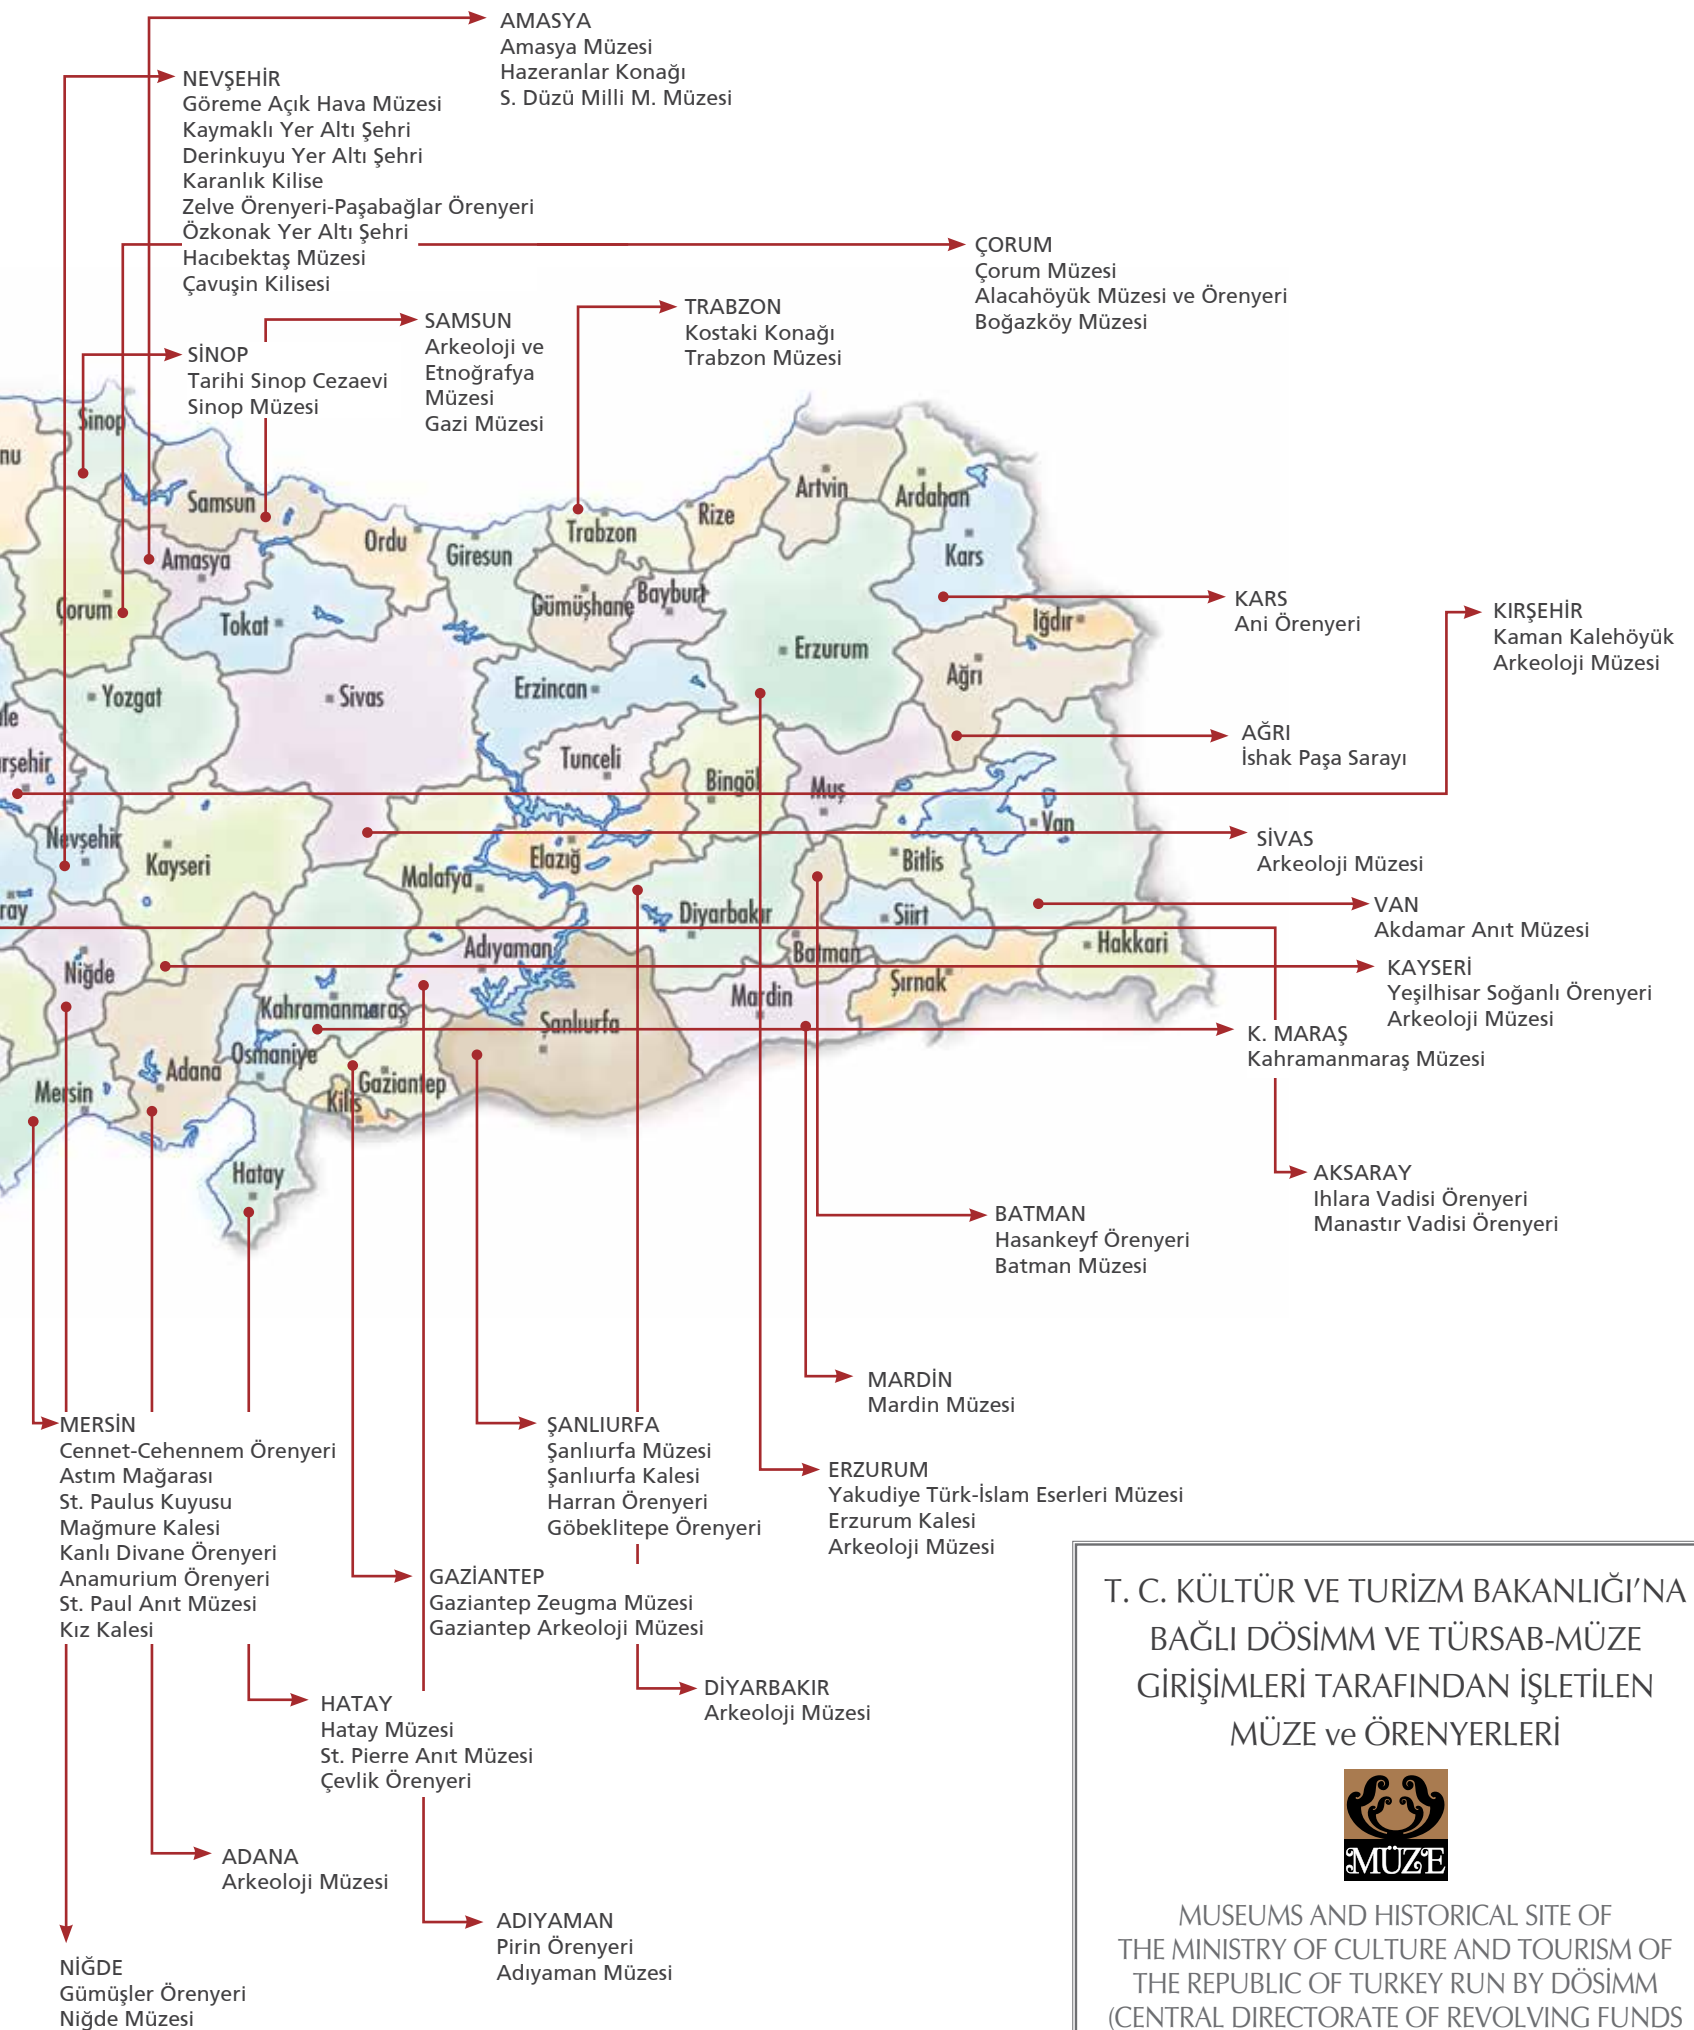 AMASYA
Amasya Müzesi
Hazeranlar Konağı
S. Düzü Milli M. Müzesi
NEVŞEHİR
Göreme Açık Hava Müzesi
Kaymaklı Yer Altı Şehri
Derinkuyu Yer Altı Şehri
Karanlık Kilise
Zelve Örenyeri-Paşabağlar Örenyeri
Özkonak Yer Altı Şehri
Hacıbektaş Müzesi
Çavuşin Kilisesi
ÇORUM
Çorum Müzesi
Alacahöyük Müzesi ve Örenyeri
Boğazköy Müzesi
SAMSUN
Arkeoloji ve
Etnoğrafya
Müzesi
Gazi Müzesi
TRABZON
Kostaki Konağı
Trabzon Müzesi
SİNOP
Tarihi Sinop Cezaevi
Sinop Müzesi
Sinop
nu
Samsun
Amasya
Çorum
Tokat
Ordu
Giresun
Trabzon
Gümüşhane
Bayburt
Rize
Artvin
Ardahan
Kars
Iğdır
Ağrı
Erzurum
Erzincan
Sivas
Yozgat
le
rşehir
Nevşehir
Kayseri
ray
Niğde
Tunceli
Bingöl
Muş
Elazığ
Malatya
Bitlis
Van
Diyarbakır
Siirt
Batman
Hakkari
Şırnak
Mardin
Adıyaman
Kahramanmaraş
Şanlıurfa
Osmaniye
Gaziantep
Kilis
Adana
Mersin
Hatay
KARS
Ani Örenyeri
KIRŞEHİR
Kaman Kalehöyük
Arkeoloji Müzesi
AĞRI
İshak Paşa Sarayı
SİVAS
Arkeoloji Müzesi
VAN
Akdamar Anıt Müzesi
KAYSERİ
Yeşilhisar Soğanlı Örenyeri
Arkeoloji Müzesi
K. MARAŞ
Kahramanmaraş Müzesi
AKSARAY
Ihlara Vadisi Örenyeri
Manastır Vadisi Örenyeri
BATMAN
Hasankeyf Örenyeri
Batman Müzesi
MARDİN
Mardin Müzesi
MERSİN
Cennet-Cehennem Örenyeri
Astım Mağarası
St. Paulus Kuyusu
Mağmure Kalesi
Kanlı Divane Örenyeri
Anamurium Örenyeri
St. Paul Anıt Müzesi
Kız Kalesi
ŞANLIURFA
Şanlıurfa Müzesi
Şanlıurfa Kalesi
Harran Örenyeri
Göbeklitepe Örenyeri
ERZURUM
Yakudiye Türk-İslam Eserleri Müzesi
Erzurum Kalesi
Arkeoloji Müzesi
GAZİANTEP
Gaziantep Zeugma Müzesi
Gaziantep Arkeoloji Müzesi
DİYARBAKIR
Arkeoloji Müzesi
HATAY
Hatay Müzesi
St. Pierre Anıt Müzesi
Çevlik Örenyeri
ADANA
Arkeoloji Müzesi
ADIYAMAN
Pirin Örenyeri
Adıyaman Müzesi
NİĞDE
Gümüşler Örenyeri
Niğde Müzesi
T. C. KÜLTÜR VE TURİZM BAKANLIĞI’NA
BAĞLI DÖSİMM VE TÜRSAB-MÜZE
GİRİŞİMLERİ TARAFINDAN İŞLETİLEN
MÜZE ve ÖRENYERLERİ
MÜZE
MUSEUMS AND HISTORICAL SITE OF
THE MINISTRY OF CULTURE AND TOURISM OF
THE REPUBLIC OF TURKEY RUN BY DÖSİMM
(CENTRAL DIRECTORATE OF REVOLVING FUNDS